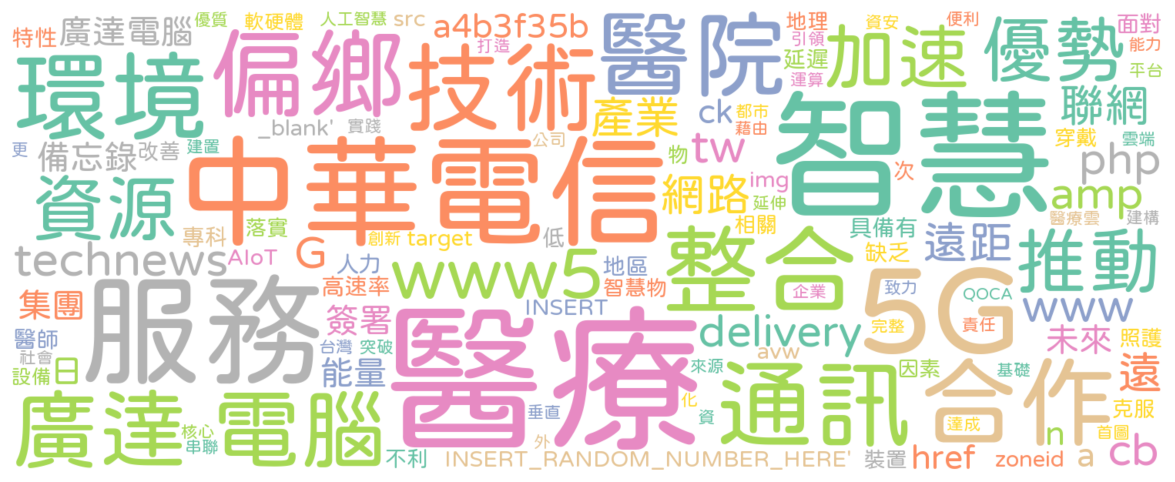 特性
廣達電腦
優質
軟硬體
人工智慧
src
a4b3f35b
打造
醫院
地理
引領
延遲
運算
資安
加速
便利
優勢
面對
能力
平台
環境
偏鄉
技術
_blank'
實踐
產業
ck
都市
藉由
智慧
聯網
穿戴
雲端
更
備忘錄
改善
建置
中華電信
公司
物
tw
次
php
資源
網路
img
延伸
amp
專科
落實
創新
target
低
相關
具備有
醫療雲
建構
technews
AIoT
G
人力
www5
地區
整合
缺乏
遠距
推動
集團
高速率
智慧物
企業
致力
QOCA
www
服務
簽署
INSERT
5G
醫師
社會
台灣
突破
醫療
delivery
完整
責任
未來
照護
設備
日
能量
avw
來源
通訊
因素
基礎
遠
廣達電腦
核心
串聯
垂直
化
資
合作
克服
達成
首圖
不利
外
INSERT_RANDOM_NUMBER_HERE'
裝置
href
zoneid
n
a
cb